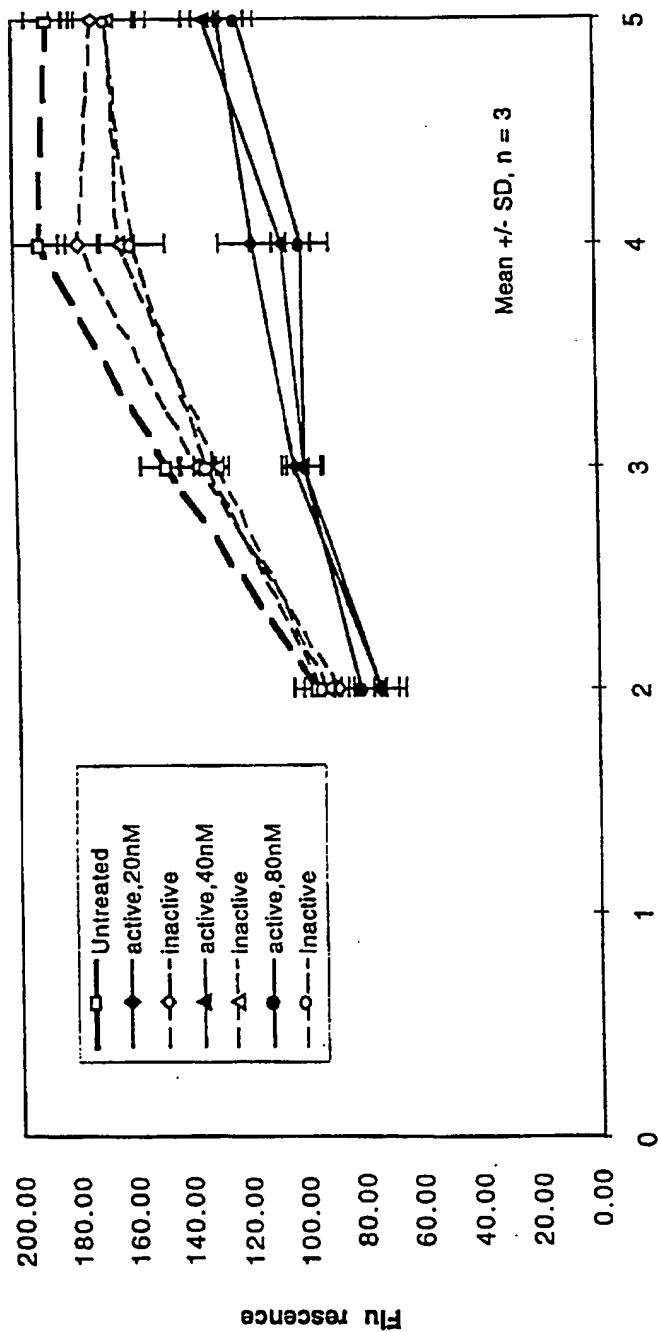 200.00
180.00
160.00
140.00
120.00
100.00
80.00
60.00
40.00
20.00
0.00
Flu rescence
Untreated
active,20nM
inactive
active,40nM
inactive
active,80nM
Inactive
Mean +/- SD, n = 3
0 1 2 3 4 5